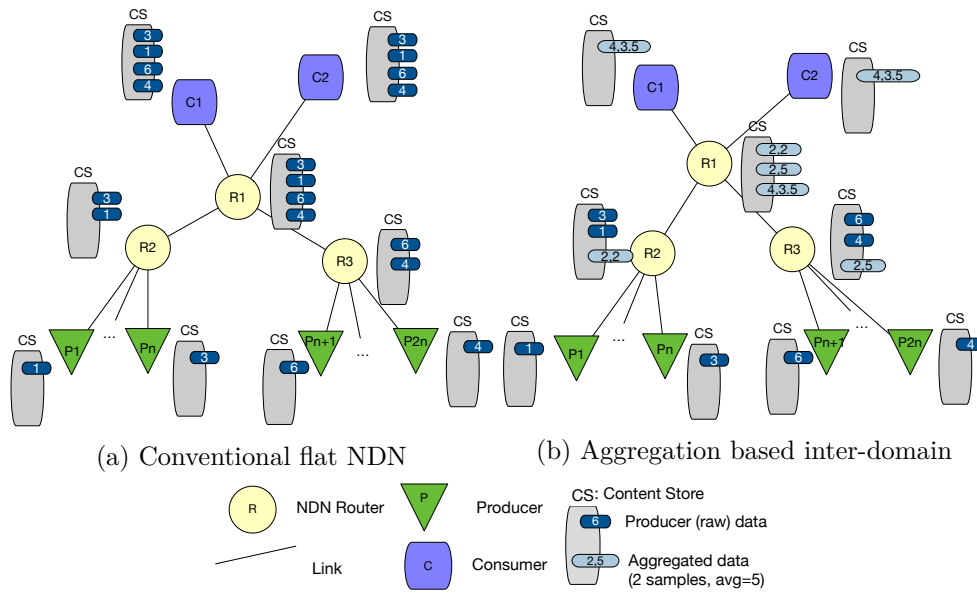 CS
3
1
6
4
C1
C2
CS
3
1
6
4
CS
3
1
6
4
R1
CS
3
1
R2
CS
6
4
R3
CS
1
P1
...
Pn
CS
3
CS
6
Pn+1
...
P2n
CS
4
(a) Conventional flat NDN
CS
4,3.5
C1
C2
CS
4,3.5
R1
CS
2,2
2,5
4,3.5
CS
3
1
2,2
R2
CS
6
4
2,5
R3
CS
1
P1
...
Pn
CS
3
CS
6
Pn+1
...
P2n
CS
4
(b) Aggregation based inter-domain
R
NDN Router
P
Producer
CS: Content Store
6
Producer (raw) data
Link
C
Consumer
2,5
Aggregated data
(2 samples, avg=5)